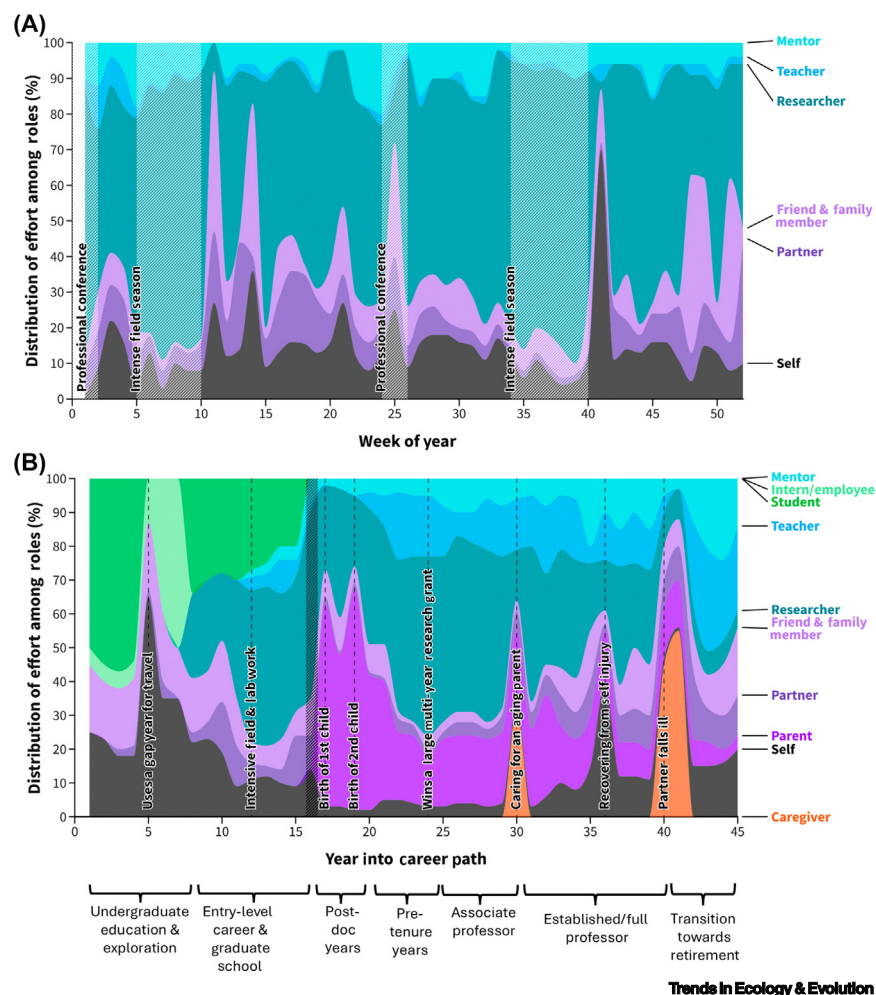 (A)
Distribution of effort among roles (%)
100
90
80
70
60
50
40
30
20
10
0
Professional conference
Intense field season
Professional conference
Intense field season
Mentor
Teacher
Researcher
Friend & family
member
Partner
Self
0 5 10 15 20 25 30 35 40 45 50
Week of year
(B)
Distribution of effort among roles (%)
100
90
80
70
60
50
40
30
20
10
0
Uses a gap year for travel
Intensive field & lab work
Birth of 1st child
Birth of 2nd child
Wins a large multi-year research grant
Caring for an aging parent
Recovering from self injury
Partner falls ill
Mentor
Intern/employee
Student
Teacher
Researcher
Friend & family
member
Partner
Parent
Self
Caregiver
0 5 10 15 20 25 30 35 40 45
Year into career path
Undergraduate
education &
exploration
Entry-level
career &
graduate
school
Post-
doc
years
Pre-
tenure
years
Associate
professor
Established/full
professor
Transition
towards
retirement
Trends in Ecology & Evolution